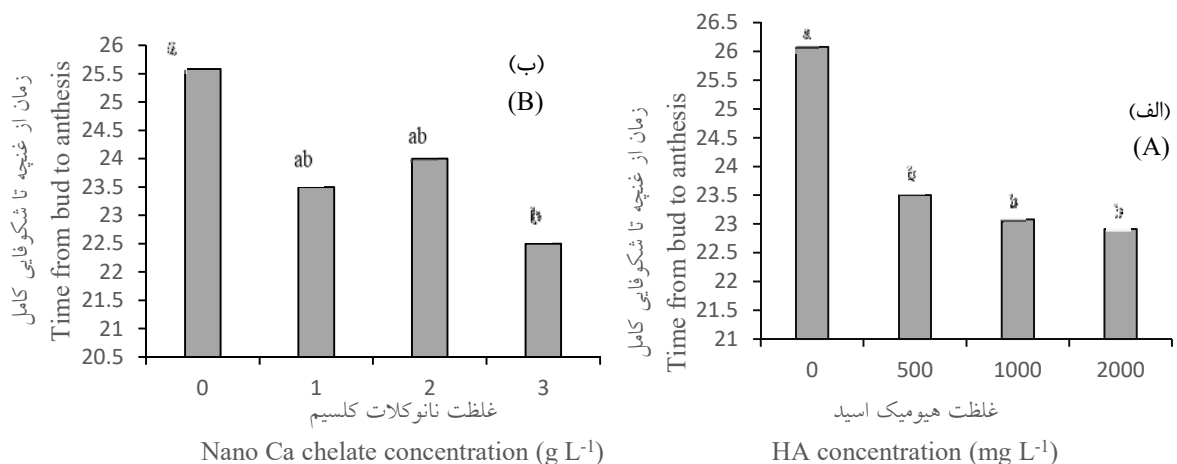 زمان از غنچه تا شکوفایی کامل
Time from bud to anthesis
26
25.5
25
24.5
24
23.5
23
22.5
22
21.5
21
20.5
a
ab
ab
b
(ب)
(B)
0 1 2 3
غلظت نانوکلات کلسیم
Nano Ca chelate concentration (g L-1)
زمان از غنچه تا شکوفایی کامل
Time from bud to anthesis
26.5
26
25.5
25
24.5
24
23.5
23
22.5
22
21.5
21
a
b
b
(الف)
(A)
0 500 1000 2000
غلظت هیومیک اسید
HA concentration (mg L-1)